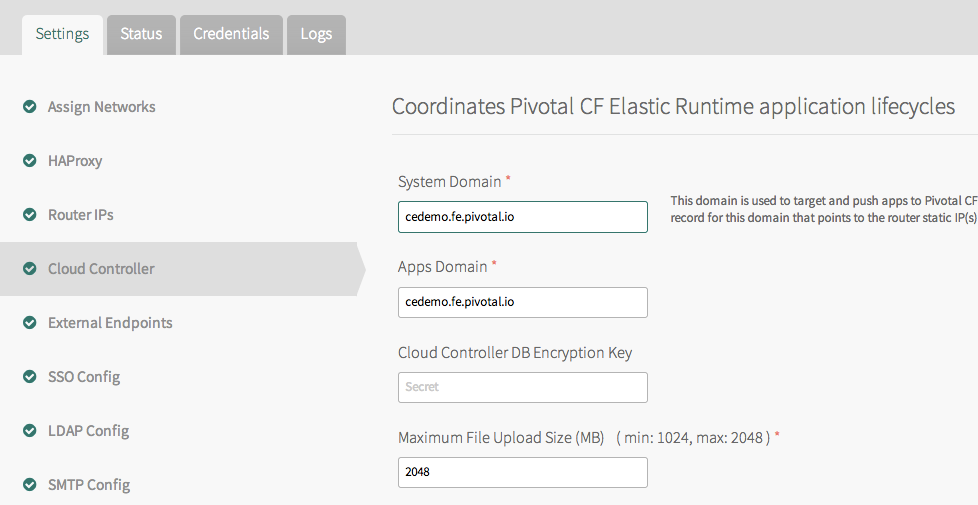 Settings
Status
Credentials
Logs
Assign Networks
HAProxy
Router IPs
Cloud Controller
External Endpoints
SSO Config
LDAP Config
SMTP Config
Coordinates Pivotal CF Elastic Runtime application lifecycles
System Domain *
cedemo.fe.pivotal.io
This domain is used to target and push apps to Pivotal CF
record for this domain that points to the router static IP(s)
Apps Domain *
cedemo.fe.pivotal.io
Cloud Controller DB Encryption Key
Secret
Maximum File Upload Size (MB) ( min: 1024, max: 2048 ) *
2048